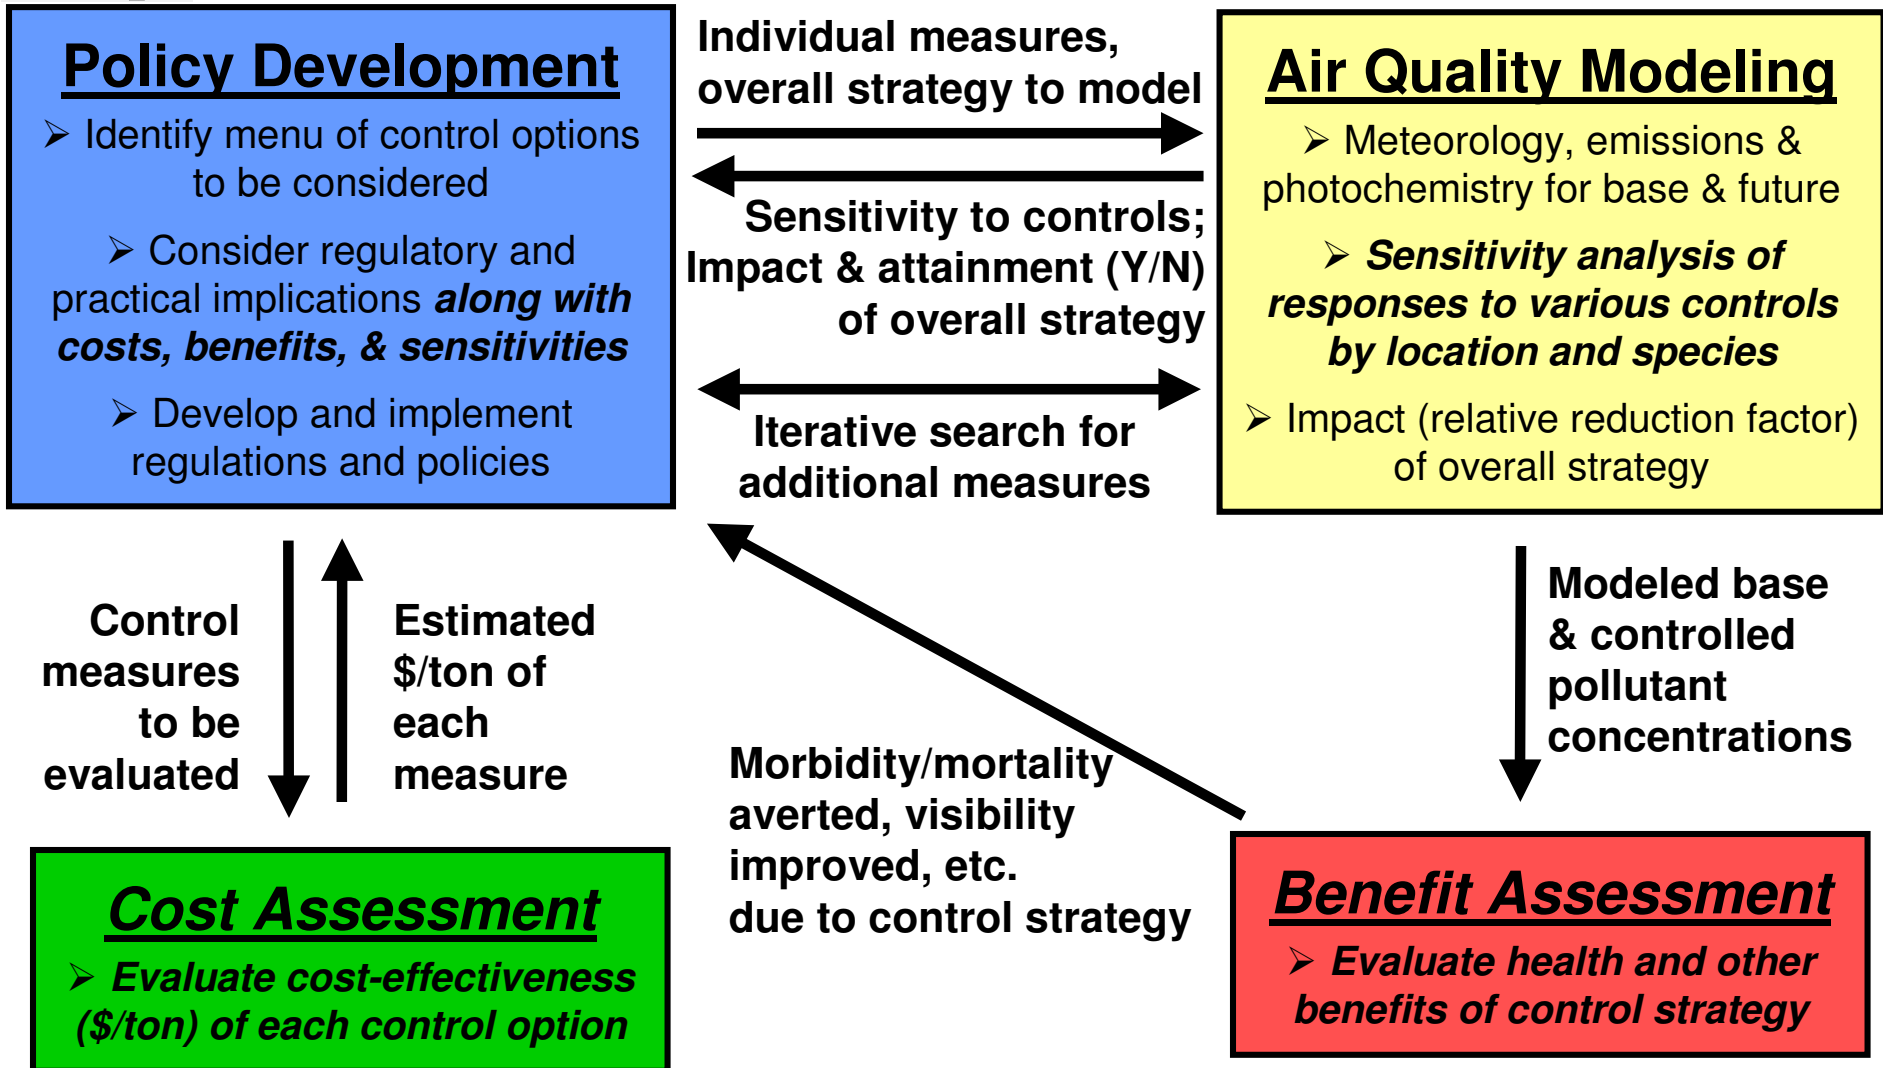 Policy Development
➢ Identify menu of control options
to be considered
➢ Consider regulatory and
practical implications along with
costs, benefits, & sensitivities
➢ Develop and implement
regulations and policies
Individual measures,
overall strategy to model
Sensitivity to controls;
Impact & attainment (Y/N)
of overall strategy
Iterative search for
additional measures
Air Quality Modeling
➢ Meteorology, emissions &
photochemistry for base & future
➢ Sensitivity analysis of
responses to various controls
by location and species
➢ Impact (relative reduction factor)
of overall strategy
Control
measures
to be
evaluated
Estimated
$/ton of
each
measure
Morbidity/mortality
averted, visibility
improved, etc.
due to control strategy
Modeled base
& controlled
pollutant
concentrations
Cost Assessment
➢ Evaluate cost-effectiveness
($/ton) of each control option
Benefit Assessment
➢ Evaluate health and other
benefits of control strategy